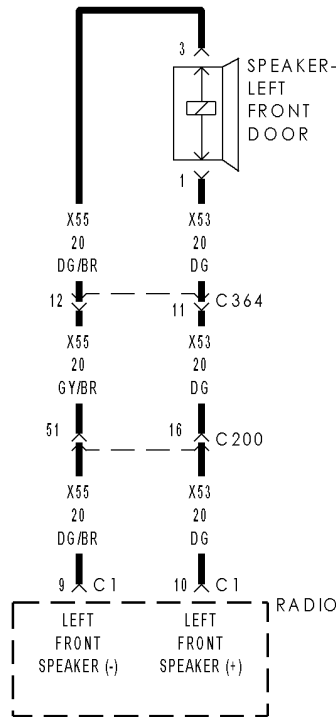 3
SPEAKER-
LEFT
FRONT
DOOR
1
X55 X53
20 20
DG/BR DG
12 11 C364
X55 X53
20 20
GY/BR DG
51 16 C200
X55 X53
20 20
DG/BR DG
9 C1 10 C1
RADIO
LEFT LEFT
FRONT FRONT
SPEAKER (-) SPEAKER (+)